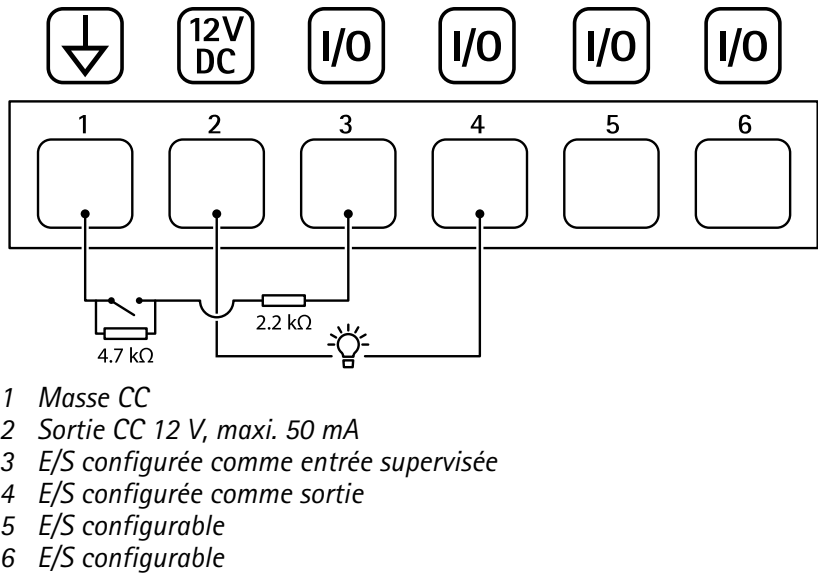 12V
DC
I/O
I/O
I/O
I/O
1
2
3
4
5
6
2.2 kΩ
4.7 kΩ
1 Masse CC
2 Sortie CC 12 V, maxi. 50 mA
3 E/S configurée comme entrée supervisée
4 E/S configurée comme sortie
5 E/S configurable
6 E/S configurable